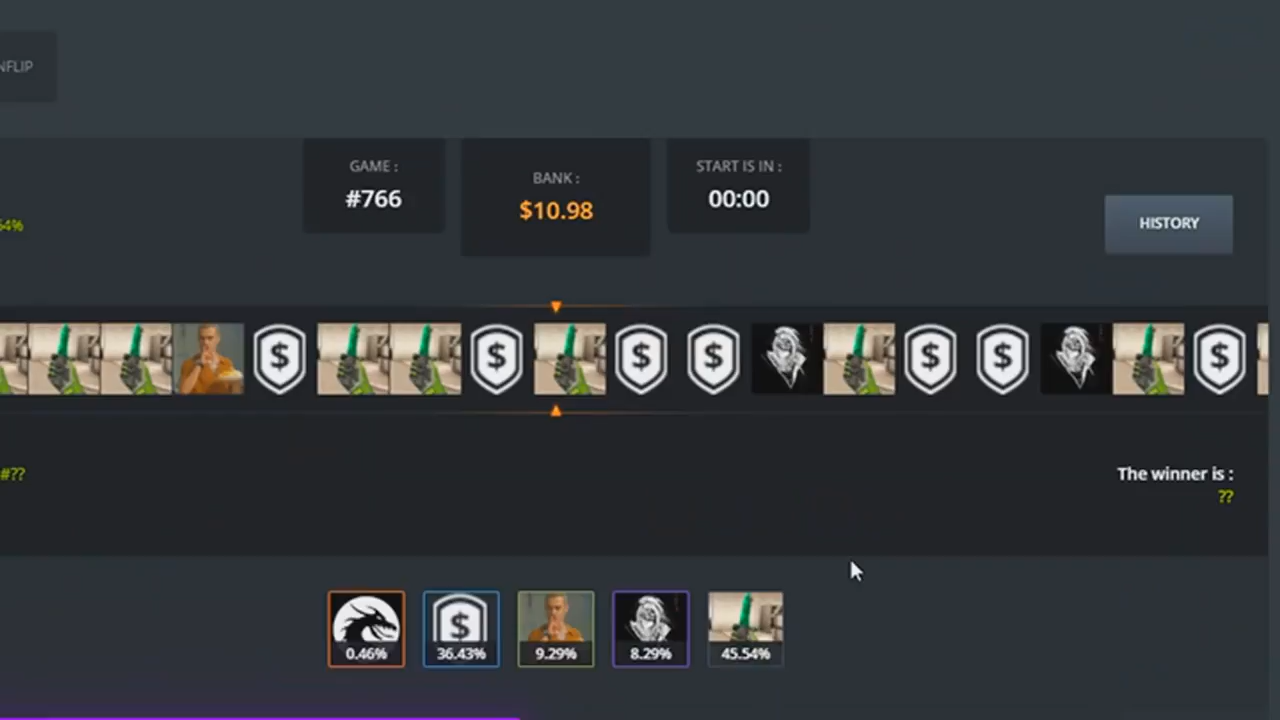 NFLIP
GAME :
#766
BANK :
$10.98
START IS IN :
00:00
HISTORY
54%
The winner is :
??
#??
0.46%
36.43%
9.29%
8.29%
45.54%